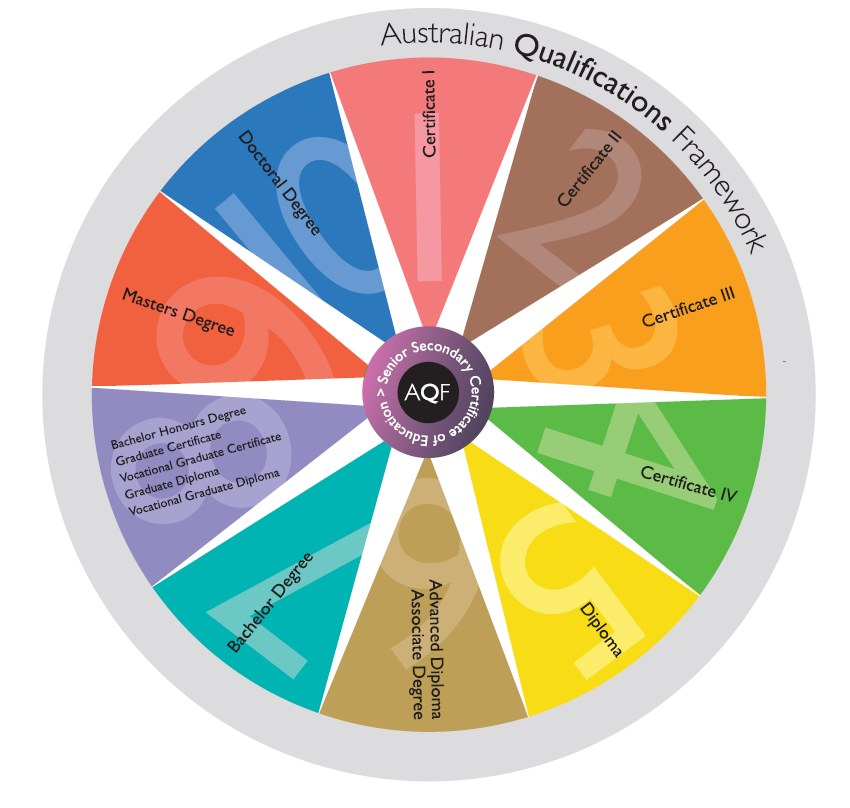 Australian Qualifications Framework
1
Certificate I
2
Certificate II
3
Certificate III
4
Certificate IV
5
Diploma
6
Advanced Diploma
Associate Degree
7
Bachelor Degree
8
Bachelor Honours Degree
Graduate Certificate
Vocational Graduate Certificate
Graduate Diploma
Vocational Graduate Diploma
9
Masters Degree
10
Doctoral Degree
Senior Secondary Certificate of Education >
AQF